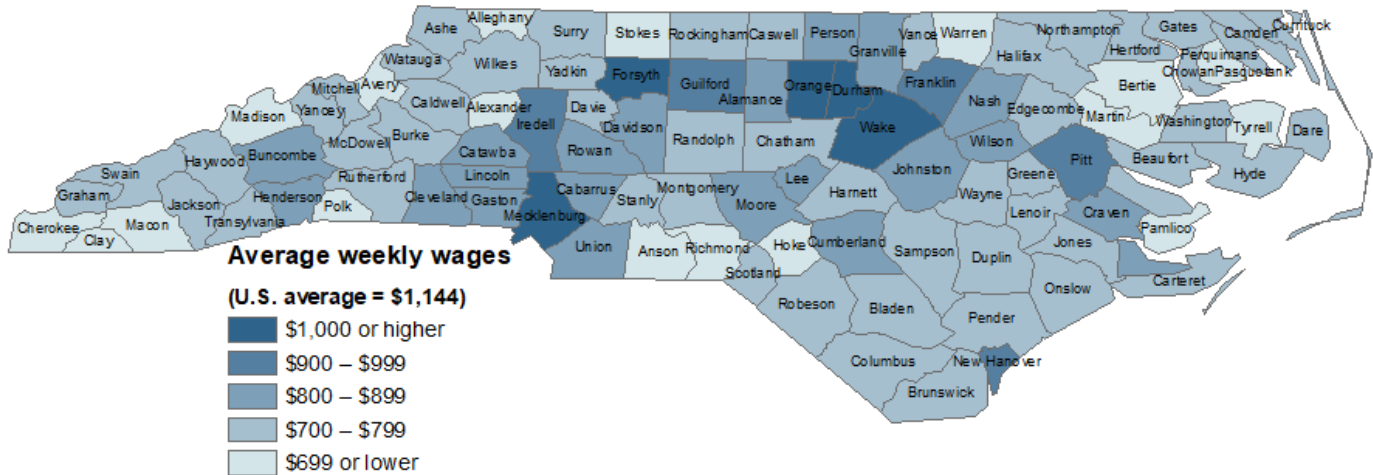 Alleghany
Ashe
Surry
Stokes
Rockingham
Caswell
Person
Granville
Vance
Warren
Northampton
Gates
Camden
Currituck
Halifax
Hertford
Perquimans
Chowan
Pasquotank
Bertie
Watauga
Wilkes
Yadkin
Forsyth
Guilford
Alamance
Orange
Durham
Franklin
Nash
Edgecombe
Martin
Washington
Tyrrell
Dare
Mitchell
Avery
Yancey
Caldwell
Alexander
Iredell
Davie
Davidson
Randolph
Chatham
Wake
Wilson
Pitt
Beaufort
Hyde
Madison
Burke
McDowell
Catawba
Rowan
Johnston
Greene
Haywood
Buncombe
Swain
Rutherford
Lincoln
Lee
Harnett
Wayne
Lenoir
Craven
Pamlico
Graham
Jackson
Henderson
Transylvania
Polk
Cleveland
Gaston
Mecklenburg
Cabarrus
Stanly
Montgomery
Moore
Cherokee
Clay
Macon
Union
Anson
Richmond
Hoke
Cumberland
Sampson
Duplin
Jones
Carteret
Scotland
Robeson
Bladen
Onslow
Pender
Columbus
New Hanover
Brunswick
Average weekly wages
(U.S. average = $1,144)
$1,000 or higher
$900 – $999
$800 – $899
$700 – $799
$699 or lower